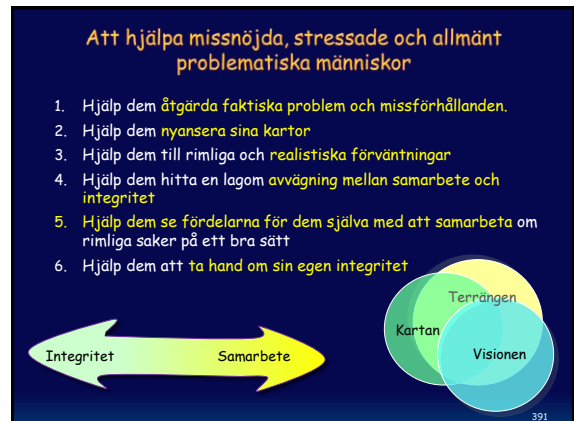 Att hjälpa missnöjda, stressade och allmänt
problematiska människor
1. Hjälp dem åtgärda faktiska problem och missförhållanden.
2. Hjälp dem nyansera sina kartor
3. Hjälp dem till rimliga och realistiska förväntningar
4. Hjälp dem hitta en lagom avvägning mellan samarbete och
integritet
5. Hjälp dem se fördelarna för dem själva med att samarbeta om
rimliga saker på ett bra sätt
6. Hjälp dem att ta hand om sin egen integritet
Terrängen
Kartan
Visionen
Integritet
Samarbete
391